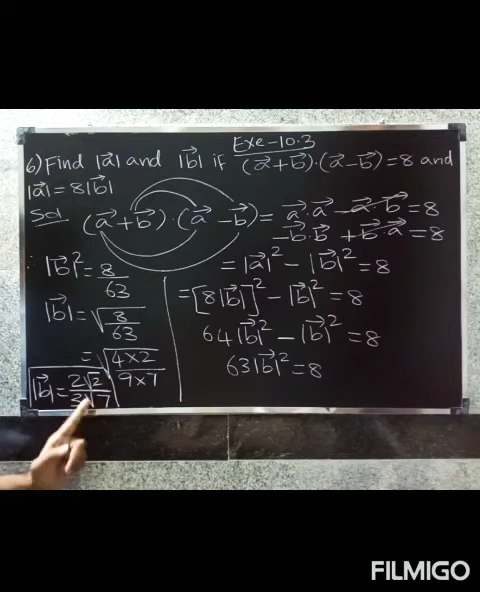 Exe-10.3
6) Find |a⃗| and |b⃗| if (a⃗+b⃗)·(a⃗-b⃗)=8 and
|a⃗|=8|b⃗|
Sol (a⃗+b⃗)·(a⃗-b⃗)= a⃗·a⃗ -a⃗·b⃗=8
-b⃗·b⃗ +b⃗·a⃗=8
=|a⃗|²-|b⃗|²=8
=[8|b⃗|]²-|b⃗|²=8
64|b⃗|²-|b⃗|²=8
63|b⃗|²=8
∴ |b⃗|²=8/63
|b⃗|=√8/63
=√4×2/9×7
|b⃗|=2√2/3√7
FILMIGO